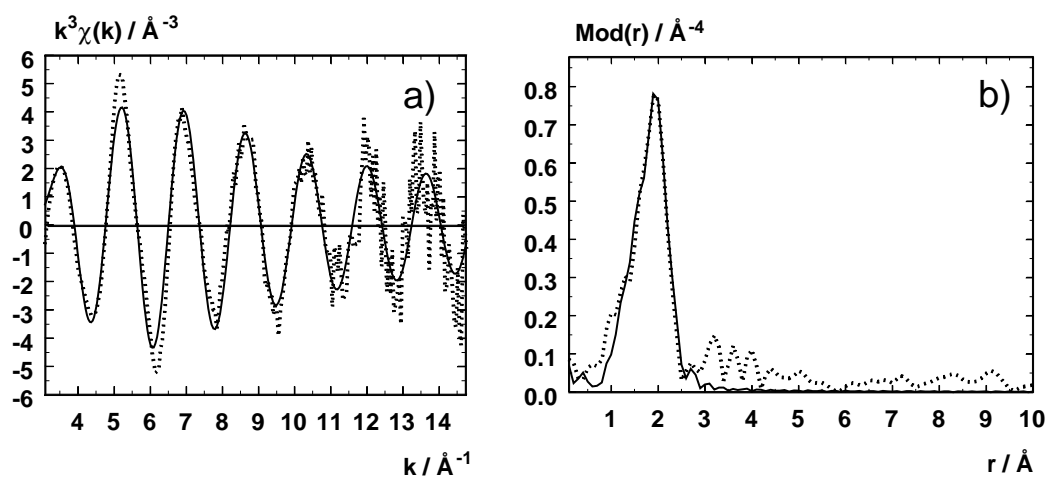 k³χ(k) / Å⁻³
a)
6
5
4
3
2
1
0
-1
-2
-3
-4
-5
-6
4 5 6 7 8 9 10 11 12 13 14
k / Å⁻¹
Mod(r) / Å⁻⁴
b)
0.8
0.7
0.6
0.5
0.4
0.3
0.2
0.1
0.0
1 2 3 4 5 6 7 8 9 10
r / Å